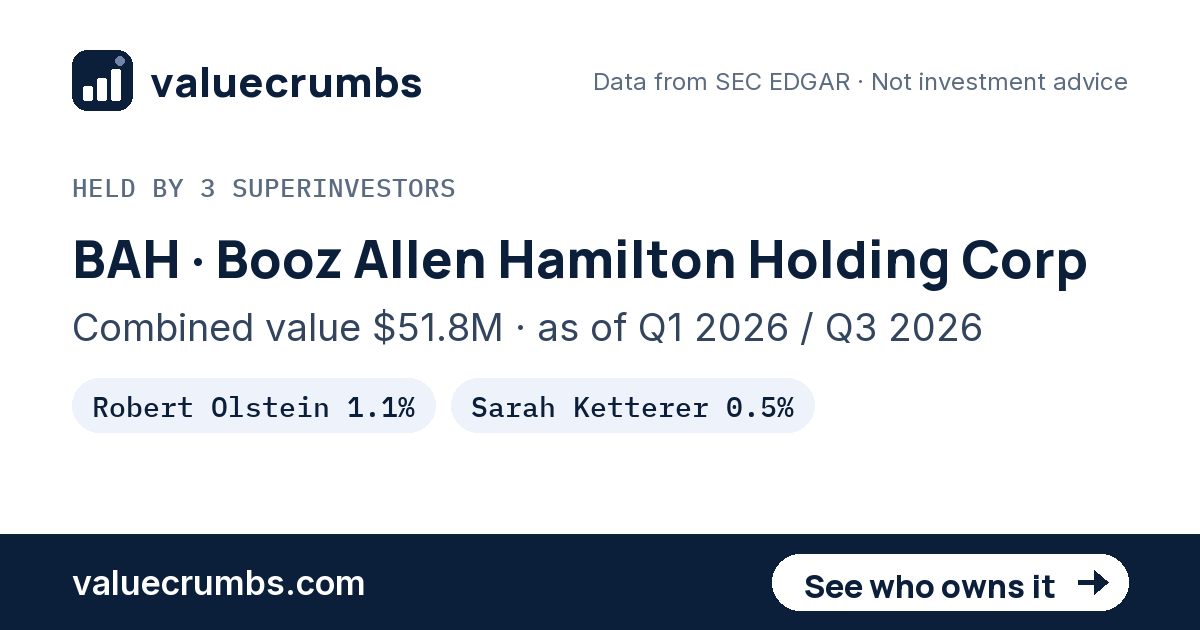 valuecrumbs
Data from SEC EDGAR · Not investment advice
HELD BY 3 SUPERINVESTORS
BAH · Booz Allen Hamilton Holding Corp
Combined value $51.8M · as of Q1 2026 / Q3 2026
Robert Olstein 1.1%
Sarah Ketterer 0.5%
valuecrumbs.com
See who owns it →